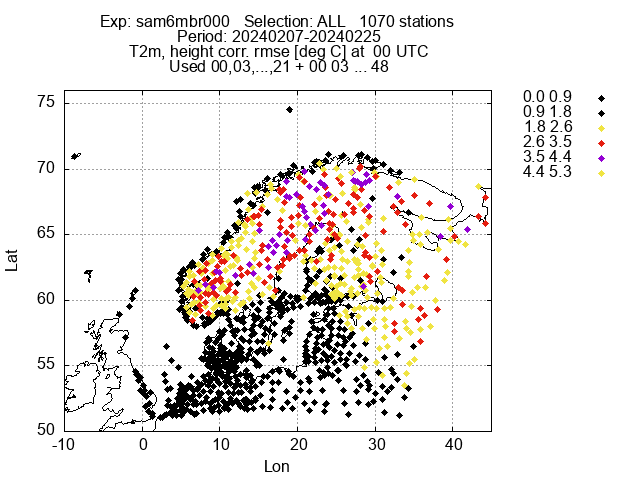 Exp: sam6mbr000 Selection: ALL 1070 stations
Period: 20240207-20240225
T2m, height corr. rmse [deg C] at 00 UTC
Used 00,03,...,21 + 00 03 ... 48
0.0 0.9
0.9 1.8
1.8 2.6
2.6 3.5
3.5 4.4
4.4 5.3
75
70
65
60
55
50
Lat
-10 0 10 20 30 40
Lon